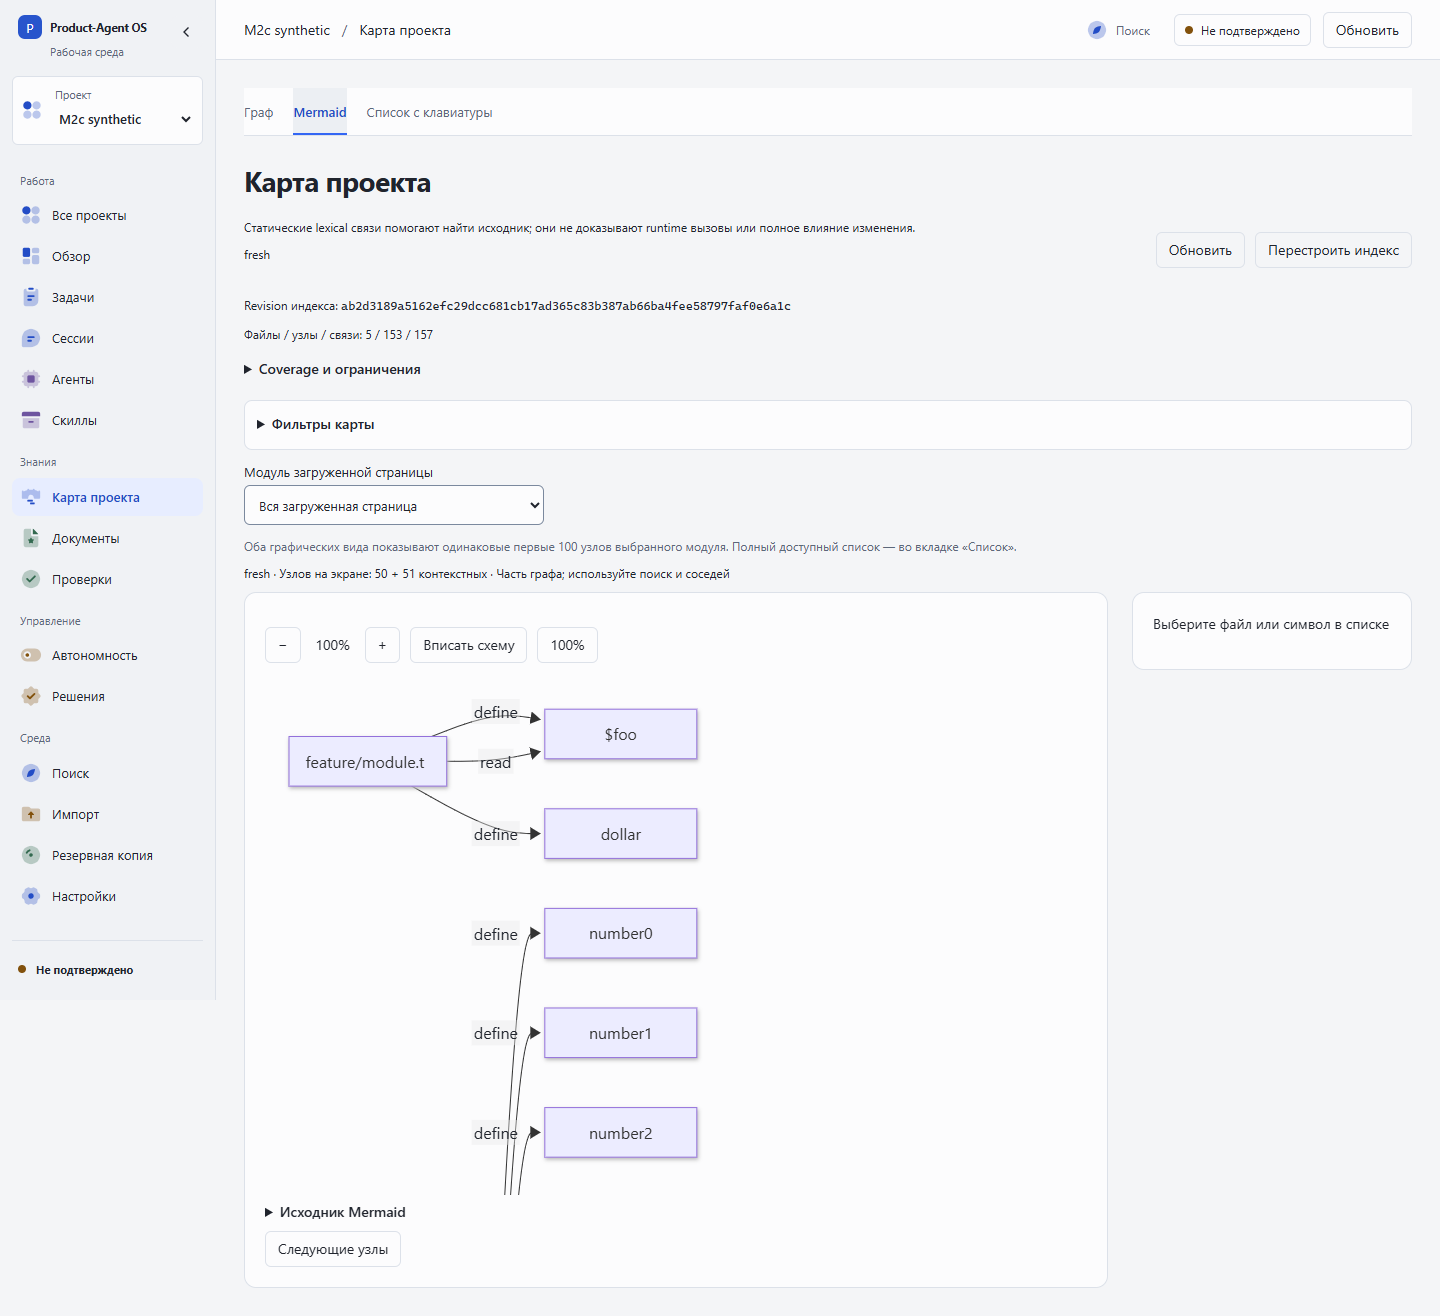 P
Product-Agent OS
Рабочая среда
Проект
M2c synthetic
Работа
Все проекты
Обзор
Задачи
Сессии
Агенты
Скиллы
Знания
Карта проекта
Документы
Проверки
Управление
Автономность
Решения
Среда
Поиск
Импорт
Резервная копия
Настройки
Не подтверждено
M2c synthetic / Карта проекта
Поиск
Не подтверждено
Обновить
Граф Mermaid Список с клавиатуры
Карта проекта
Статические lexical связи помогают найти исходник; они не доказывают runtime вызовы или полное влияние изменения.
fresh
Обновить
Перестроить индекс
Revision индекса: ab2d3189a5162efc29dcc681cb17ad365c83b387ab66ba4fee58797faf0e6a1c
Файлы / узлы / связи: 5 / 153 / 157
Coverage и ограничения
Фильтры карты
Модуль загруженной страницы
Вся загруженная страница
Оба графических вида показывают одинаковые первые 100 узлов выбранного модуля. Полный доступный список — во вкладке «Список».
fresh · Узлов на экране: 50 + 51 контекстных · Часть графа; используйте поиск и соседей
− 100% + Вписать схему 100%
define
$foo
feature/module.t
read
define
dollar
define
number0
define
number1
define
number2
Исходник Mermaid
Следующие узлы
Выберите файл или символ в списке